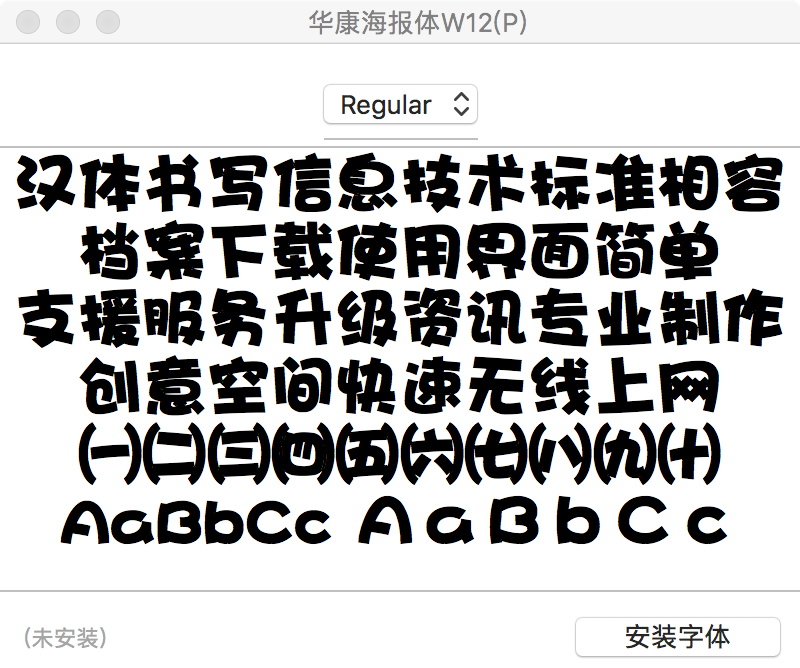 华康海报体W12(P)
Regular
汉体书写信息技术标准相容
档案下载使用界面简单
支援服务升级资讯专业制作
创意空间快速无线上网
㈠㈡㈢㈣㈤㈥㈦㈧㈨㈩
AaBbCc ＡａＢｂＣｃ
(未安装)
安装字体